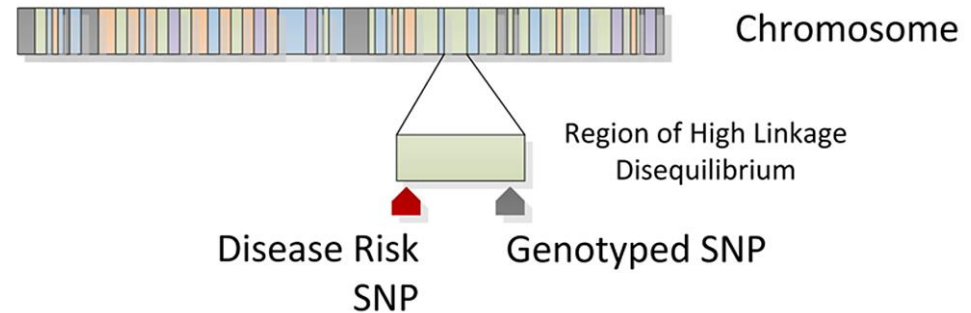 Chromosome
Region of High Linkage
Disequilibrium
Disease Risk
SNP
Genotyped SNP